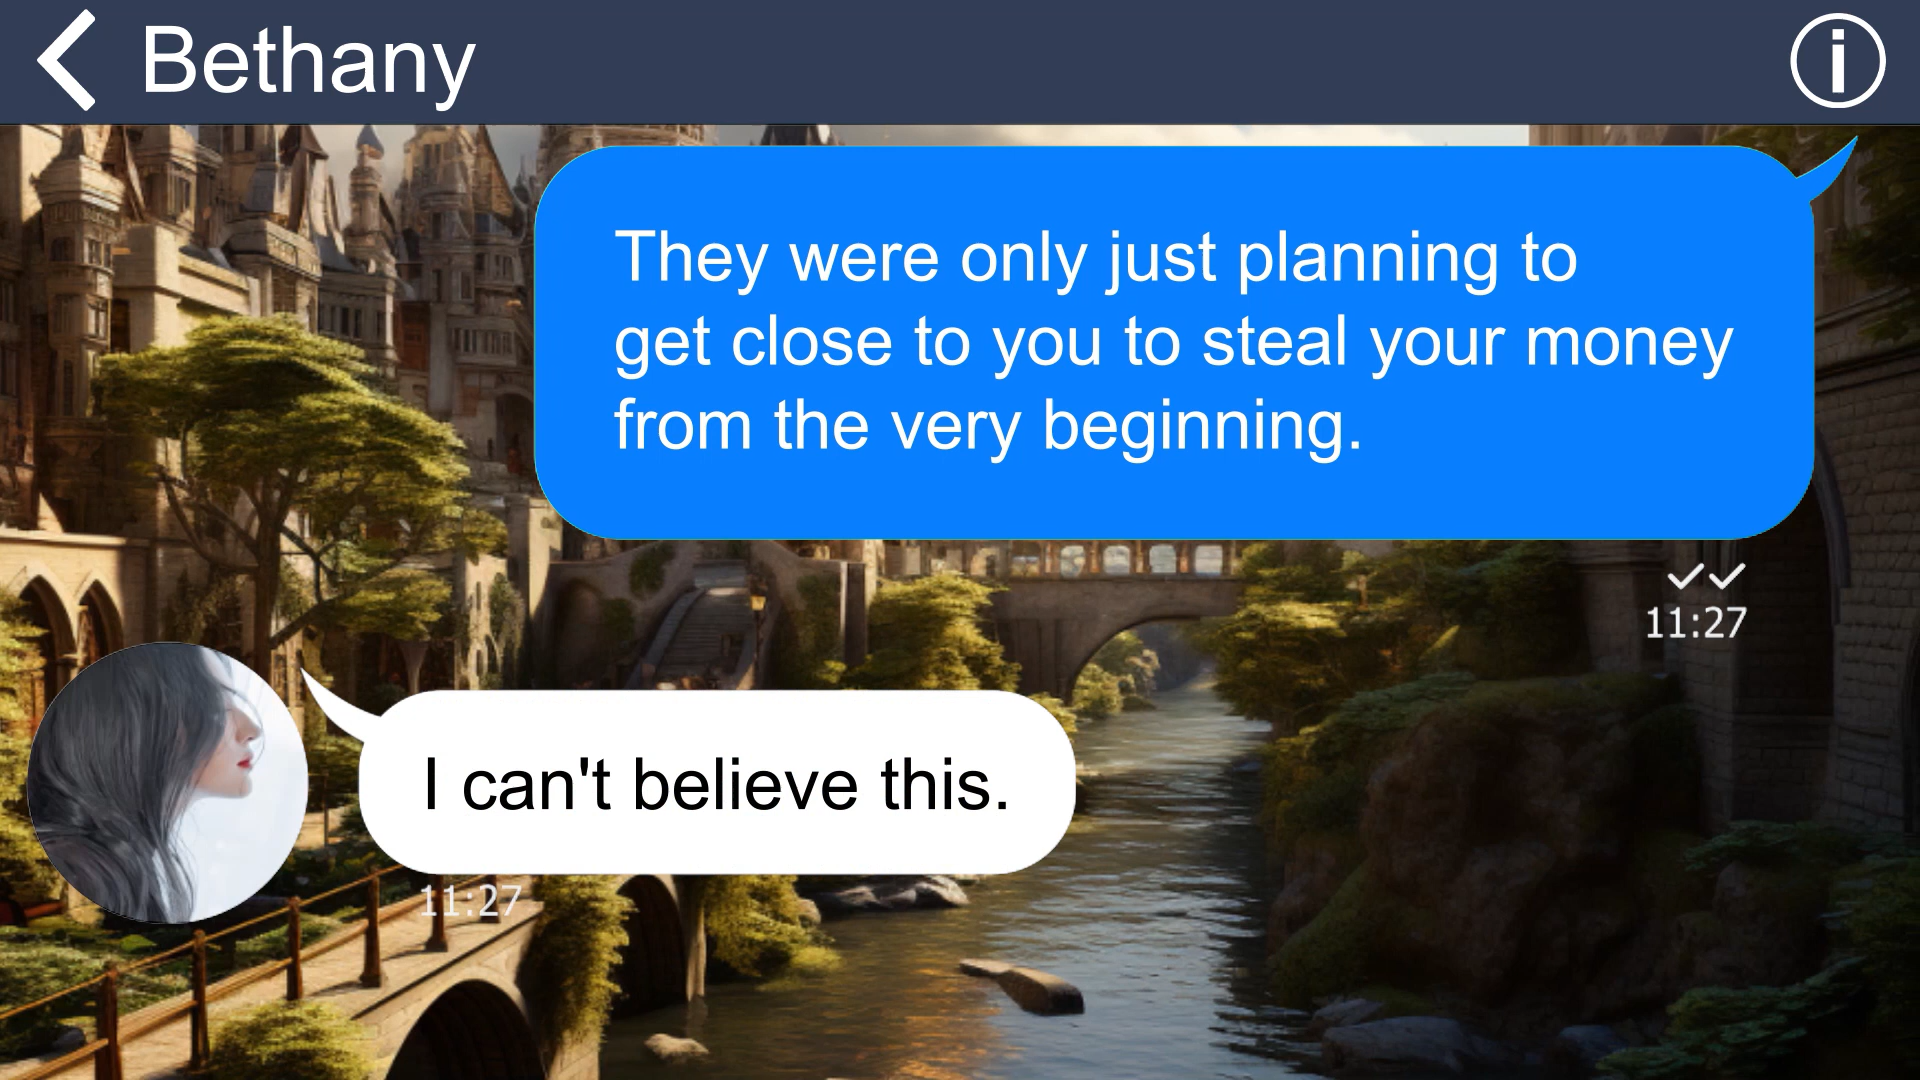 Bethany
They were only just planning to
get close to you to steal your money
from the very beginning.
11:27
I can't believe this.
11:27